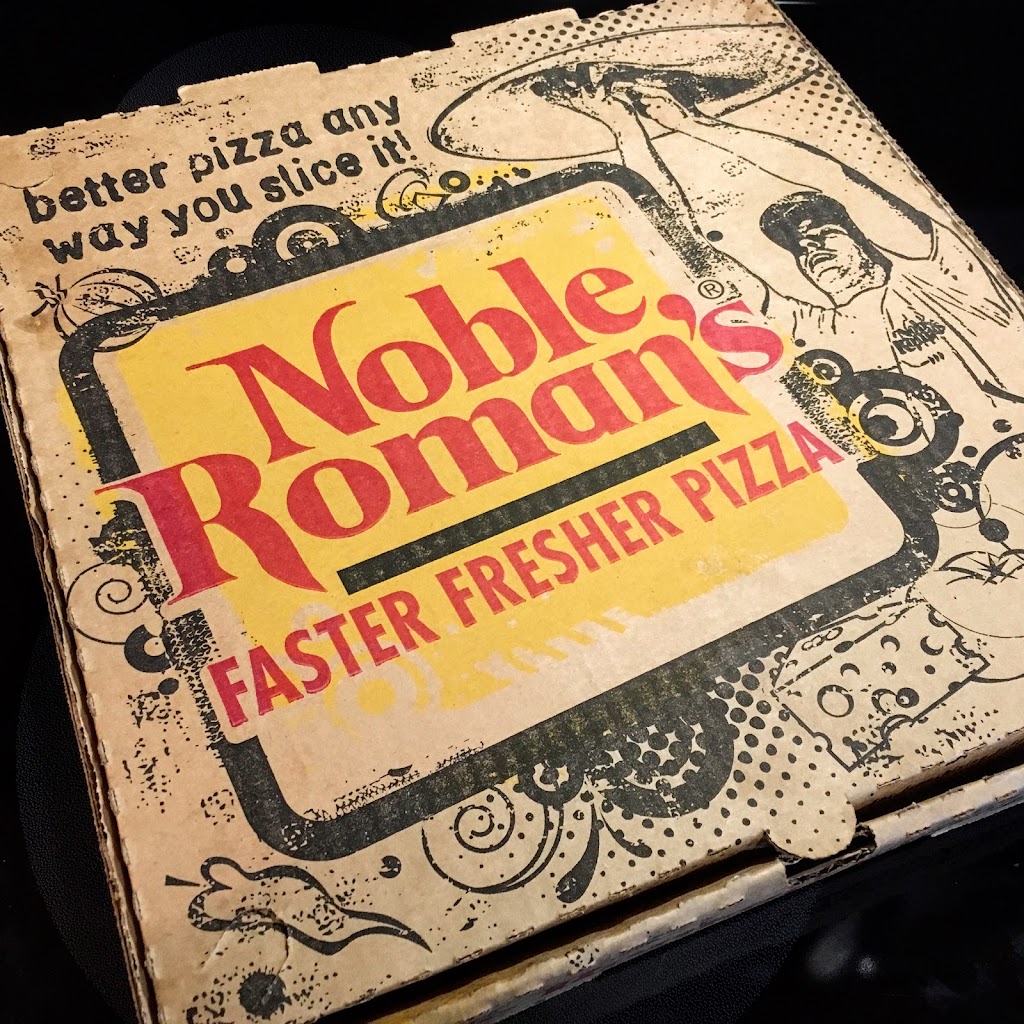 better pizza any
way you slice it!
Noble
Roman's®
FASTER FRESHER PIZZA